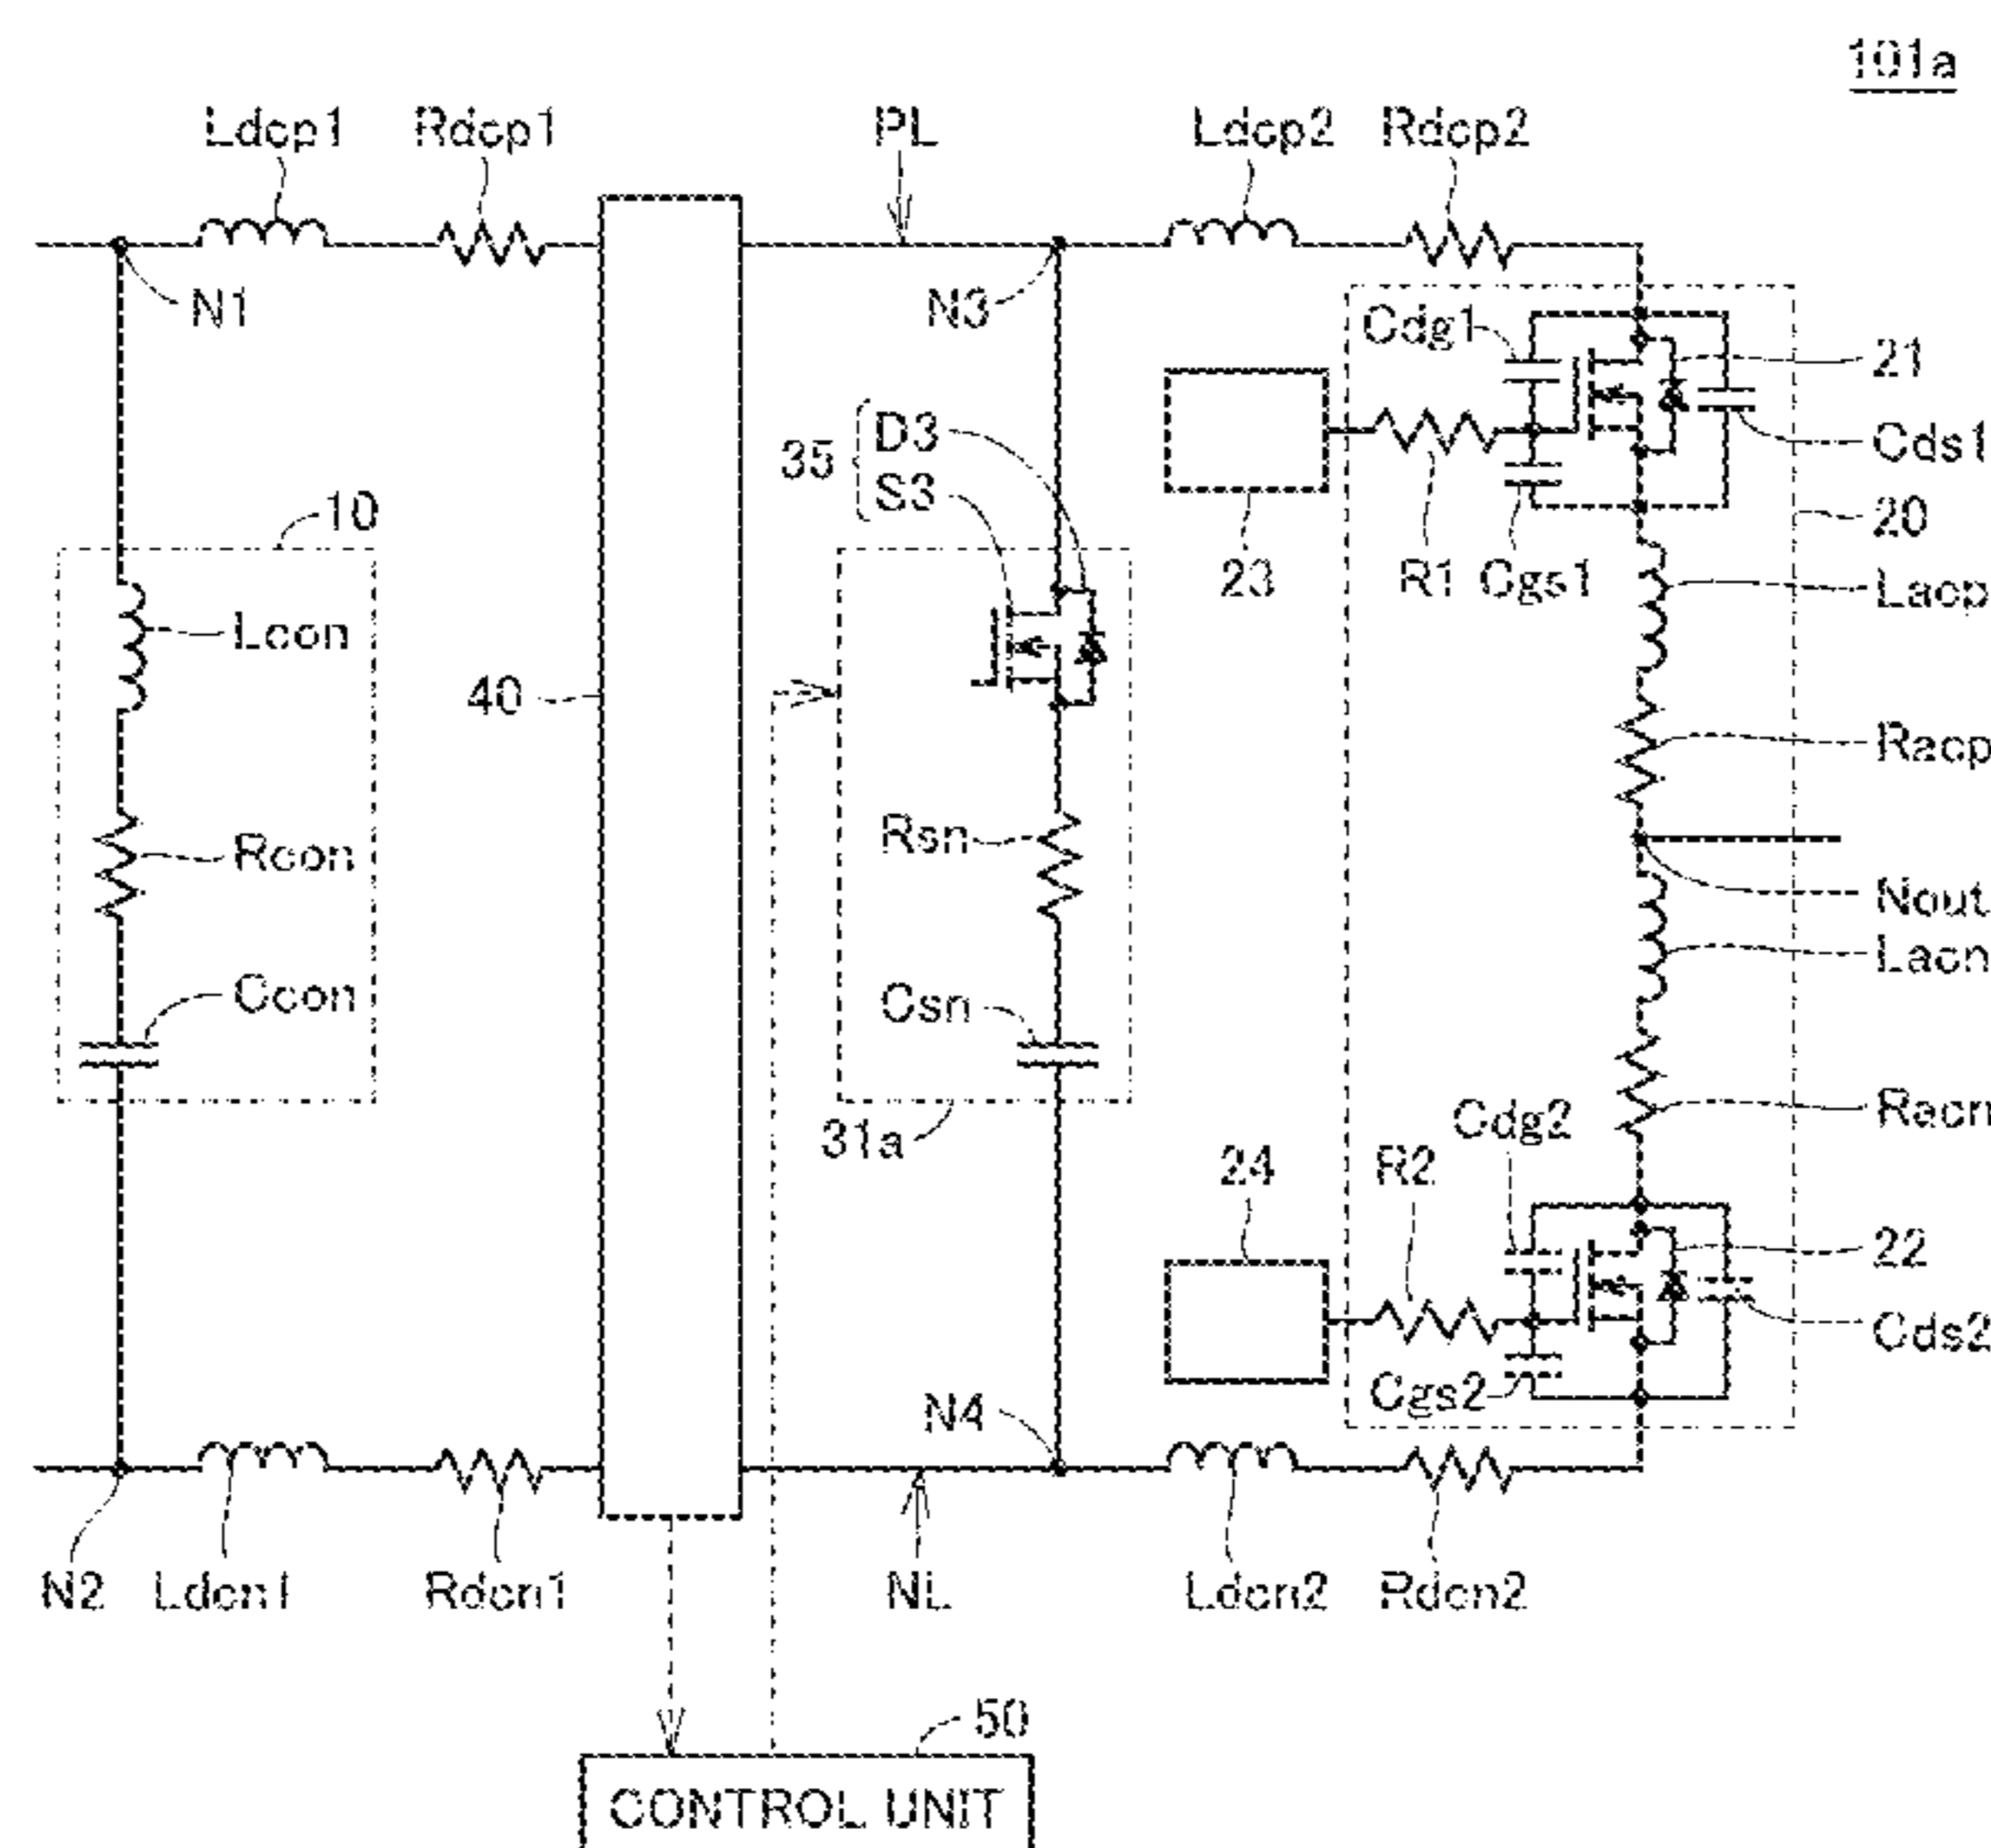 101a
Ldcp1 Rdcp1 PL Ldcp2 Rdcp2
N1 N3
Cdg1
21
35 D3
S3
Cds1
10
20
23 R1 Cgs1
Lacp
Lcon
40
Racp
Rsn
Rcon
Nout
Lacn
Ccon Csn
31a
Cdg2 Racn
24 R2
22
Cds2
Cgs2
N4
N2 Ldcn1 Rdcn1 NL Ldcn2 Rdcn2
50
CONTROL UNIT